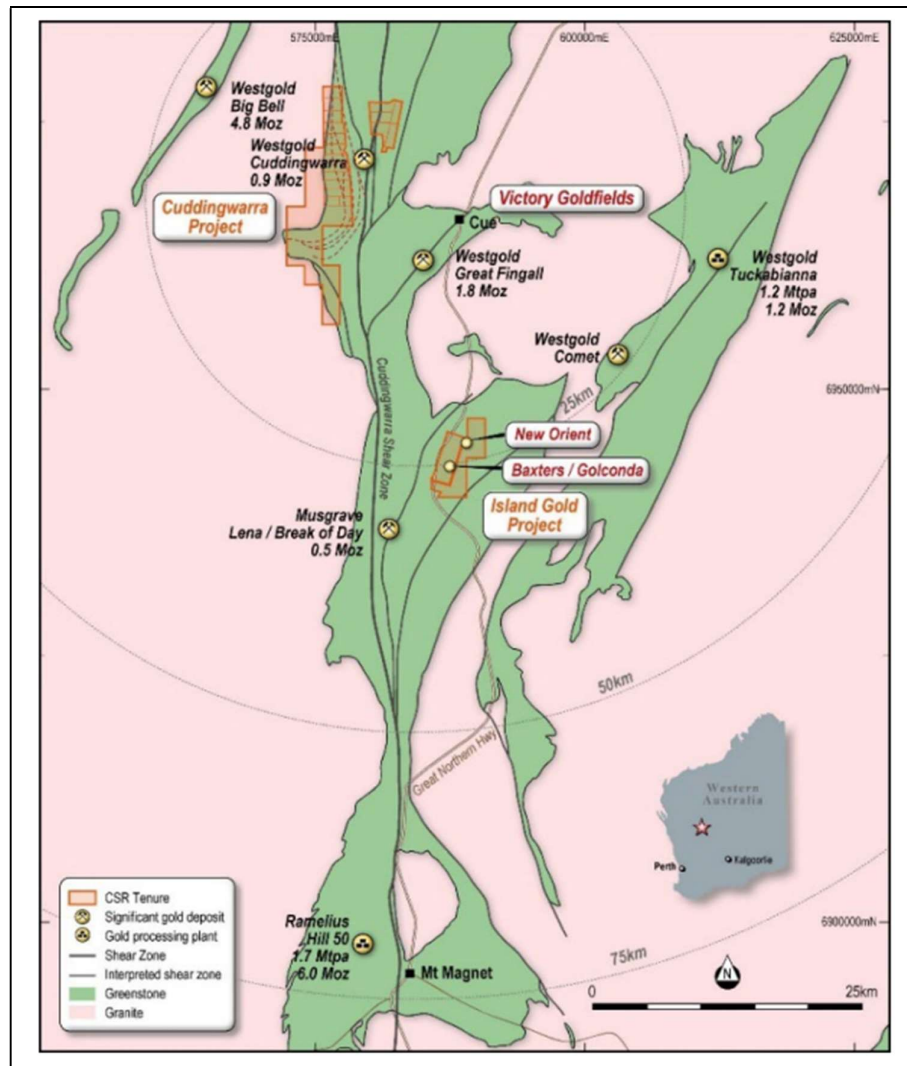 575000mE
600000mE
625000mE
Westgold
Big Bell
4.8 Moz
Westgold
Cuddingwarra
0.9 Moz
Cuddingwarra
Project
Victory Goldfields
Cue
Westgold
Great Fingall
1.8 Moz
Westgold
Tuckabianna
1.2 Mtpa
1.2 Moz
Westgold
Comet
Cuddingwarra Shear Zone
6950000mN
25km
New Orient
Baxters / Golconda
Island Gold
Project
Musgrave
Lena / Break of Day
0.5 Moz
50km
Great Northern Hwy
Western
Australia
Perth
Kalgoorlie
CSR Tenure
Significant gold deposit
Gold processing plant
Shear Zone
Interpreted shear zone
Greenstone
Granite
Ramelius
Hill 50
1.7 Mtpa
6.0 Moz
Mt Magnet
6900000mN
75km
N
0
25km